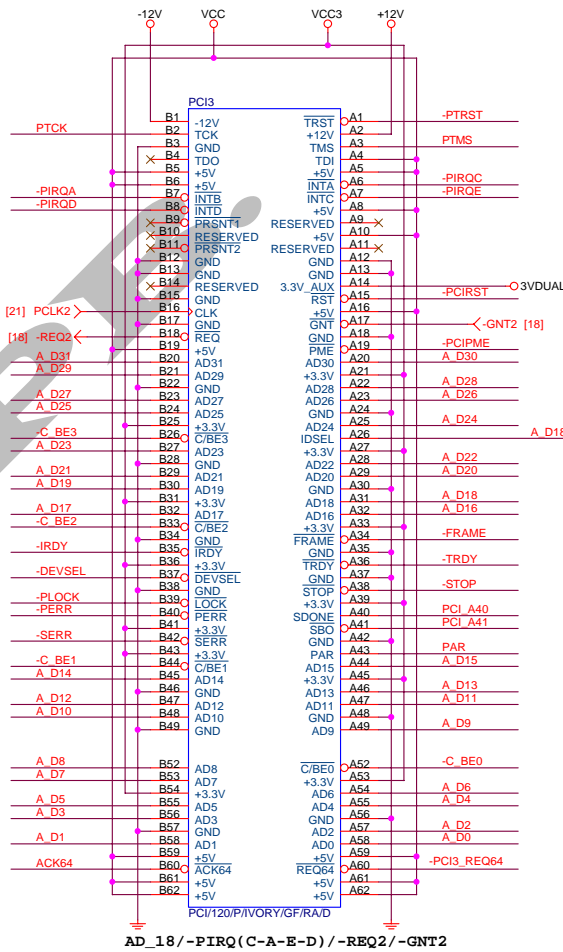 -12V VCC VCC3 +12V
PCI3
B1 -12V TRST A1 -PTRST
PTCK B2 TCK +12V A2
B3 GND TMS A3 PTMS
B4 TDO TDI A4
B5 +5V +5V A5
B6 +5V INTA A6 -PIRQC
-PIRQA B7 INTB INTC A7 -PIRQE
-PIRQD B8 INTD +5V A8
B9 PRSNT1 RESERVED A9
B10 RESERVED +5V A10
B11 PRSNT2 RESERVED A11
B12 GND GND A12
B13 GND GND A13
B14 RESERVED 3.3V_AUX A14 3VDUAL
B15 GND RST A15 -PCIRST
[21] PCLK2 B16 CLK +5V A16
B17 GND GNT A17 -GNT2 [18]
[18] -REQ2 B18 REQ GND A18
B19 +5V PME A19 -PCIPME
A_D31 B20 AD31 AD30 A20 A_D30
A_D29 B21 AD29 +3.3V A21
B22 GND AD28 A22 A_D28
A_D27 B23 AD27 AD26 A23 A_D26
A_D25 B24 AD25 GND A24
B25 +3.3V AD24 A25 A_D24
-C_BE3 B26 C/BE3 IDSEL A26 A_D18
A_D23 B27 AD23 +3.3V A27
B28 GND AD22 A28 A_D22
A_D21 B29 AD21 AD20 A29 A_D20
A_D19 B30 AD19 GND A30
B31 +3.3V AD18 A31 A_D18
A_D17 B32 AD17 AD16 A32 A_D16
-C_BE2 B33 C/BE2 +3.3V A33
B34 GND FRAME A34 -FRAME
-IRDY B35 IRDY GND A35
B36 +3.3V TRDY A36 -TRDY
-DEVSEL B37 DEVSEL GND A37
B38 GND STOP A38 -STOP
-PLOCK B39 LOCK +3.3V A39
-PERR B40 PERR SDONE A40 PCI_A40
B41 +3.3V SBO A41 PCI_A41
-SERR B42 SERR GND A42
B43 +3.3V PAR A43 PAR
-C_BE1 B44 C/BE1 AD15 A44 A_D15
A_D14 B45 AD14 +3.3V A45
B46 GND AD13 A46 A_D13
A_D12 B47 AD12 AD11 A47 A_D11
A_D10 B48 AD10 GND A48
B49 GND AD9 A49 A_D9
A_D8 B52 AD8 C/BE0 A52 -C_BE0
A_D7 B53 AD7 +3.3V A53
B54 +3.3V AD6 A54 A_D6
A_D5 B55 AD5 AD4 A55 A_D4
A_D3 B56 AD3 GND A56
B57 GND AD2 A57 A_D2
A_D1 B58 AD1 AD0 A58 A_D0
B59 +5V +5V A59
ACK64 B60 ACK64 REQ64 A60 -PCI3_REQ64
B61 +5V +5V A61
B62 +5V +5V A62
PCI/120/P/IVORY/GF/RA/D
AD_18/-PIRQ(C-A-E-D)/-REQ2/-GNT2